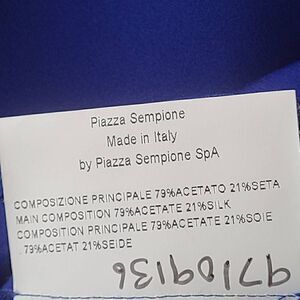 Piazza Sempione
Made in Italy
by Piazza Sempione SpA
COMPOSIZIONE PRINCIPALE 79%ACETATO 21%SETA
MAIN COMPOSITION 79%ACETATE 21%SILK
COMPOSITION PRINCIPALE 79%ACETATE 21%SOIE
. 79%ACETAT 21%SEIDE